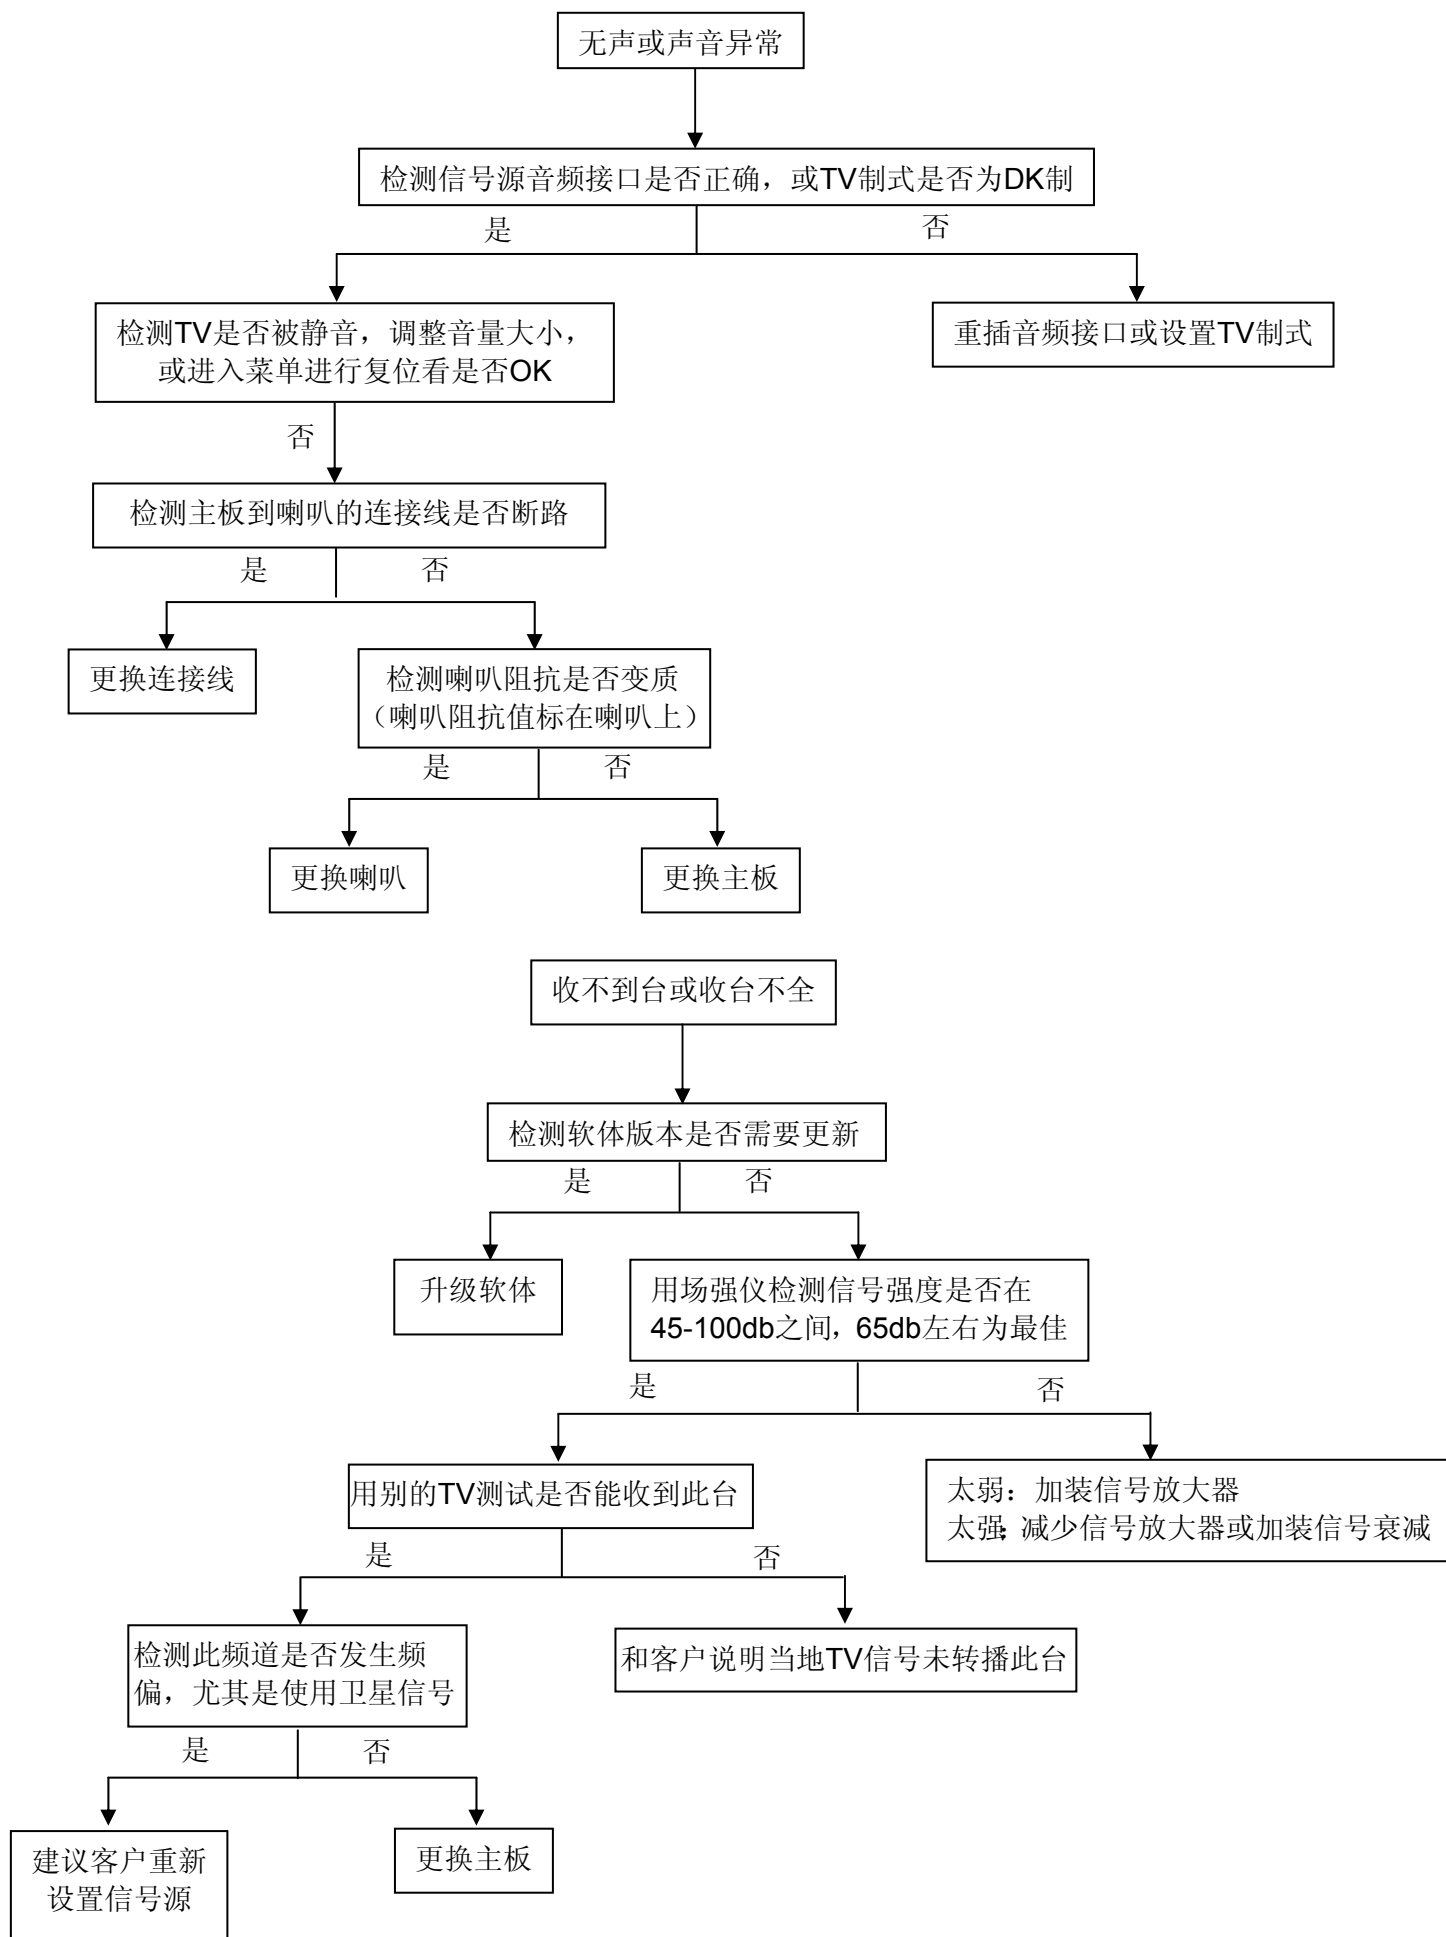 无声或声音异常
检测信号源音频接口是否正确，或TV制式是否为DK制
是
否
检测TV是否被静音，调整音量大小，
或进入菜单进行复位看是否OK
重插音频接口或设置TV制式
否
检测主板到喇叭的连接线是否断路
是
否
更换连接线
检测喇叭阻抗是否变质
（喇叭阻抗值标在喇叭上）
是
否
更换喇叭
更换主板
收不到台或收台不全
检测软体版本是否需要更新
是
否
升级软体
用场强仪检测信号强度是否在
45-100db之间，65db左右为最佳
是
否
用别的TV测试是否能收到此台
太弱：加装信号放大器
太强：减少信号放大器或加装信号衰减
是
否
检测此频道是否发生频
偏，尤其是使用卫星信号
和客户说明当地TV信号未转播此台
是
否
建议客户重新
设置信号源
更换主板